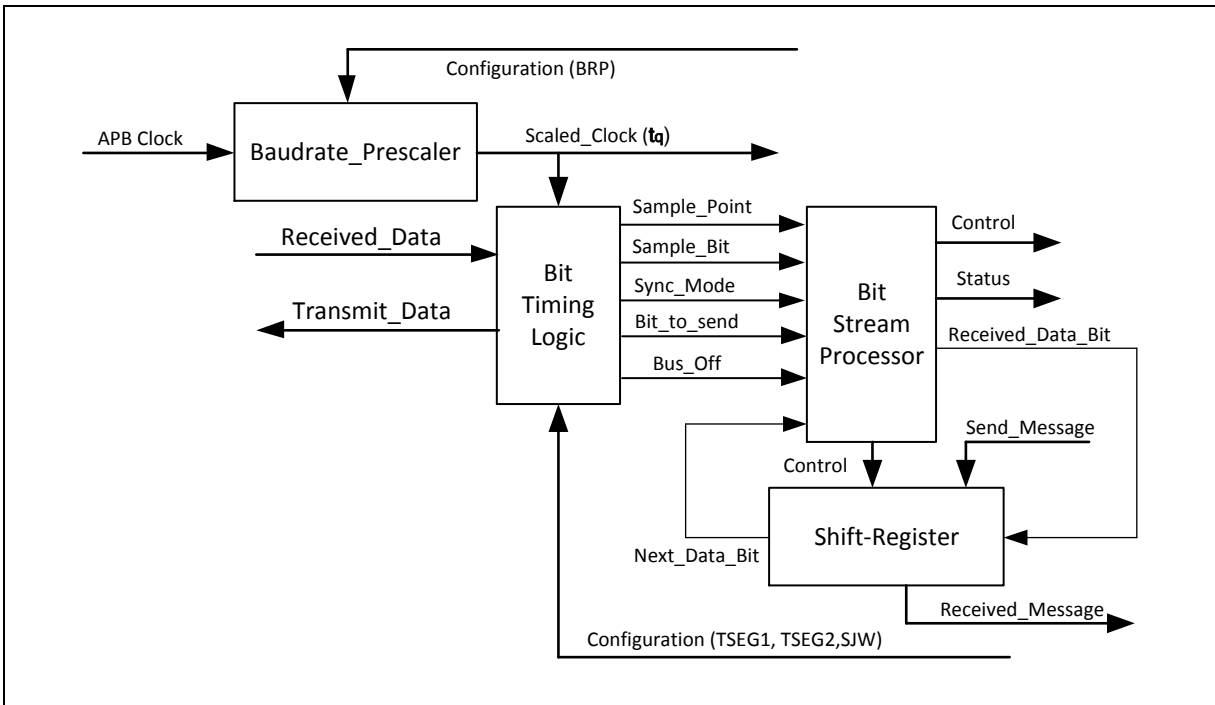 Configuration (BRP)
APB Clock
Baudrate_Prescaler
Scaled_Clock (tq)
Received_Data
Transmit_Data
Bit
Timing
Logic
Sample_Point
Sample_Bit
Sync_Mode
Bit_to_send
Bus_Off
Bit
Stream
Processor
Control
Status
Received_Data_Bit
Send_Message
Control
Shift-Register
Next_Data_Bit
Received_Message
Configuration (TSEG1, TSEG2,SJW)